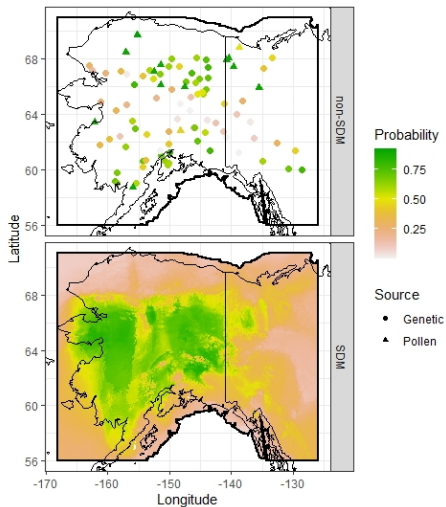 68
64
60
56
non-SDM
Latitude
68
64
60
56
SDM
-170
-160
-150
-140
-130
Longitude
Probability
0.75
0.50
0.25
Source
Genetic
Pollen